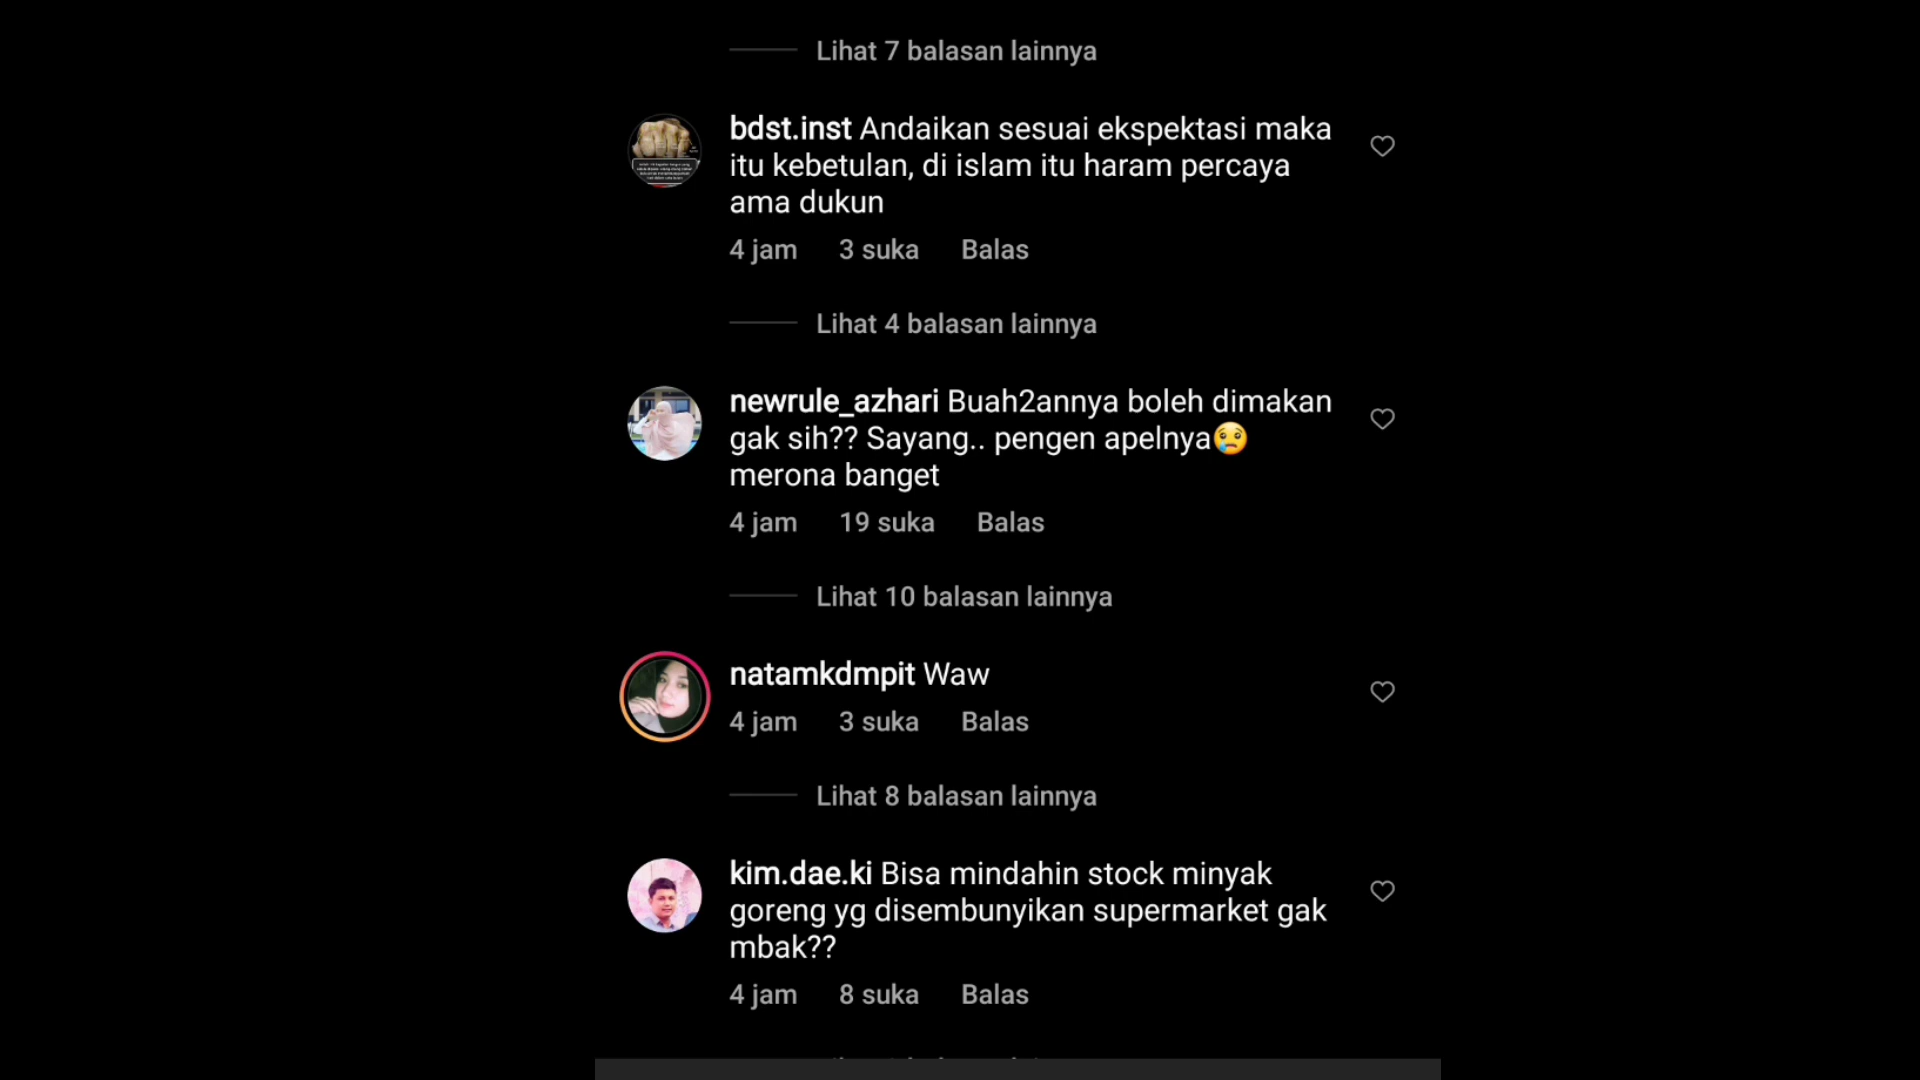 Lihat 7 balasan lainnya
bdst.inst Andaikan sesuai ekspektasi maka
itu kebetulan, di islam itu haram percaya
ama dukun
4 jam 3 suka Balas
Lihat 4 balasan lainnya
newrule_azhari Buah2annya boleh dimakan
gak sih?? Sayang.. pengen apelnya😢
merona banget
4 jam 19 suka Balas
Lihat 10 balasan lainnya
natamkdmpit Waw
4 jam 3 suka Balas
Lihat 8 balasan lainnya
kim.dae.ki Bisa mindahin stock minyak
goreng yg disembunyikan supermarket gak
mbak??
4 jam 8 suka Balas